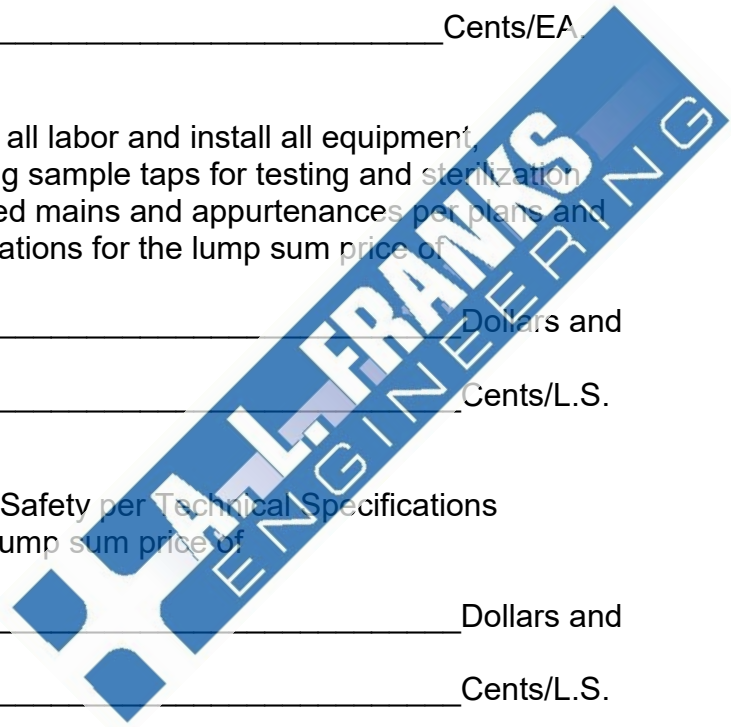 Cents/EA.
all labor and install all equipment,
g sample taps for testing and sterilization
ed mains and appurtenances per plans and
ations for the lump sum price of
Dollars and
Cents/L.S.
Safety per Technical Specifications
ump sum price of
Dollars and
Cents/L.S.
A. L. FRANKS
ENGINEERING